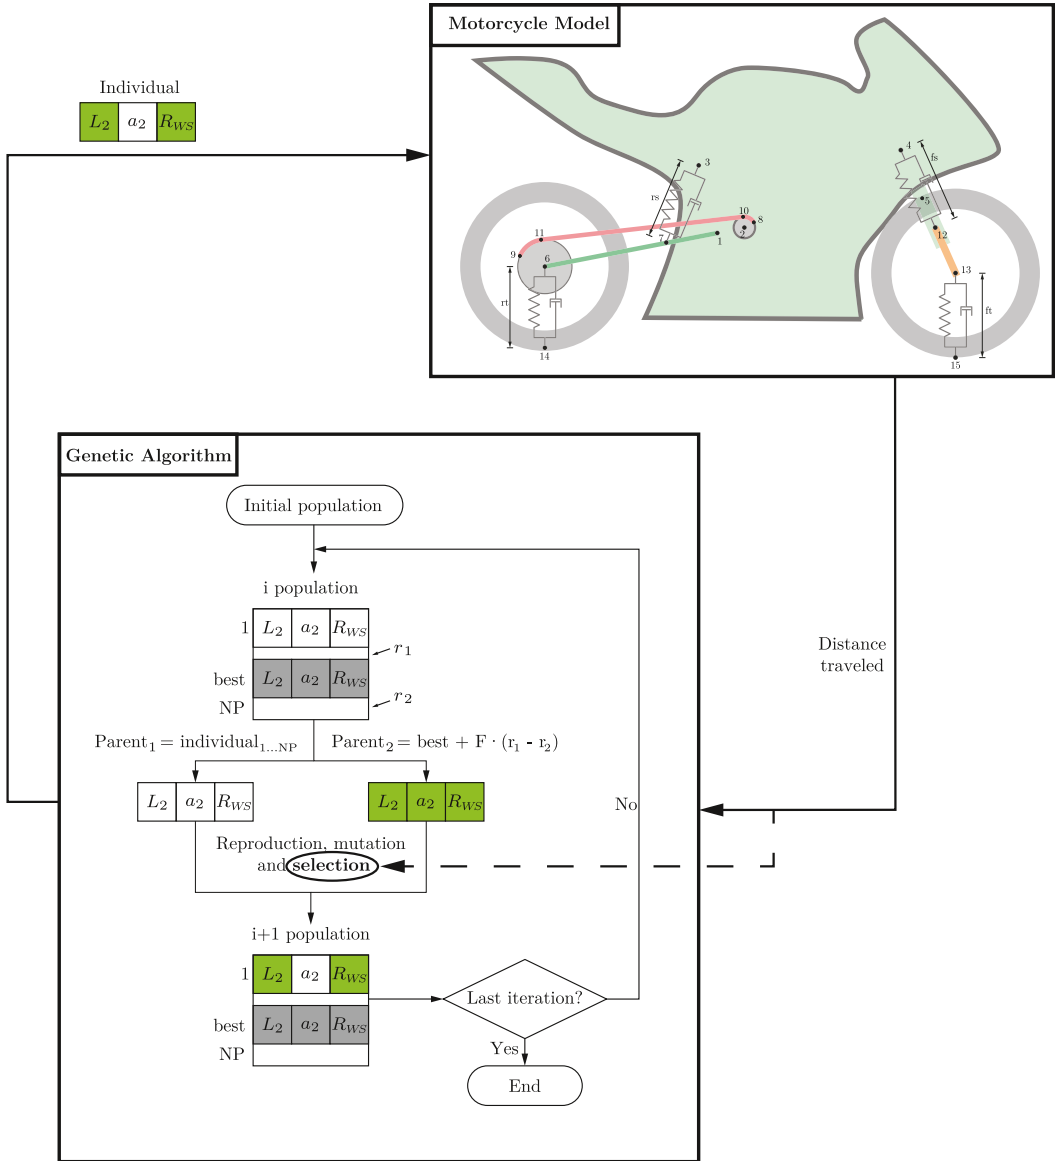 Motorcycle Model
Individual
L2 a2 RWS
4
fs
3
rs
5
10
8
11
2
12
1
7
9
6
13
rt
ft
14
15
Genetic Algorithm
Initial population
i population
1 L2 a2 RWS
r1
best L2 a2 RWS
r2
NP
Parent1 = individual1...NP
Parent2 = best + F · (r1 - r2)
L2 a2 RWS
L2 a2 RWS
Reproduction, mutation
and selection
i+1 population
1 L2 a2 RWS
best L2 a2 RWS
NP
Last iteration?
No
Yes
End
Distance
traveled